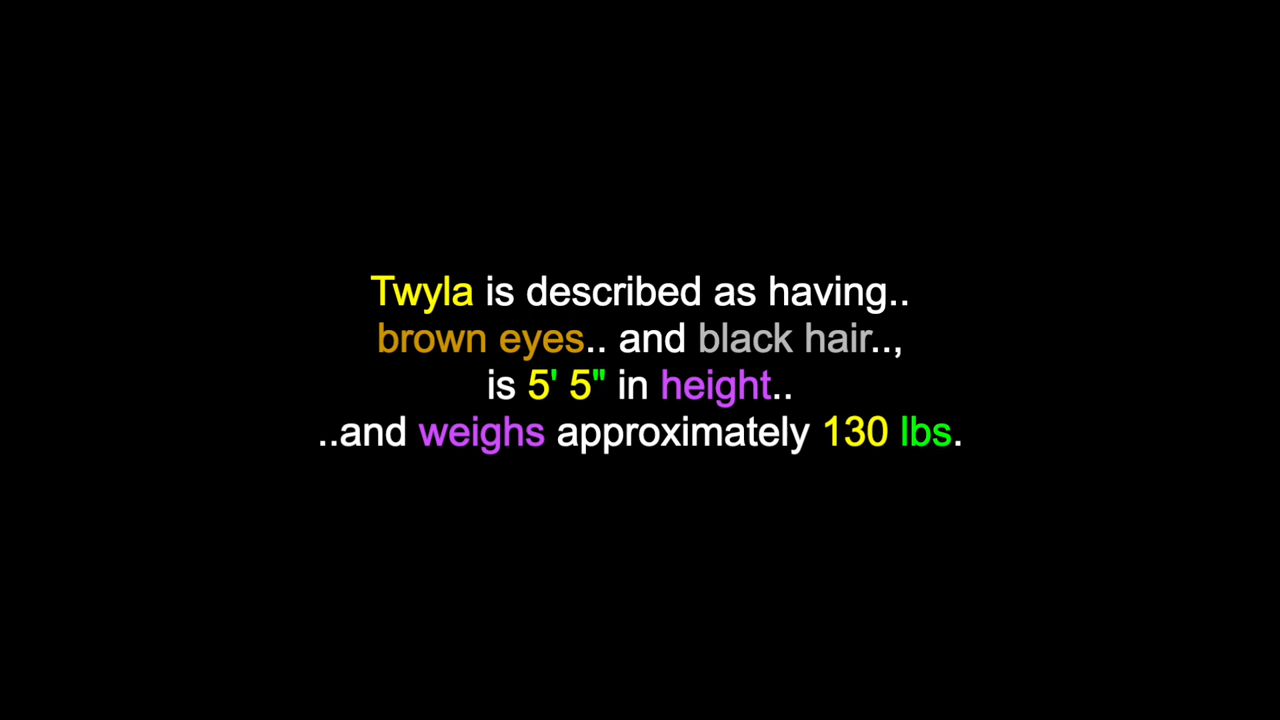 Twyla is described as having..
brown eyes.. and black hair..,
is 5' 5" in height..
..and weighs approximately 130 lbs.